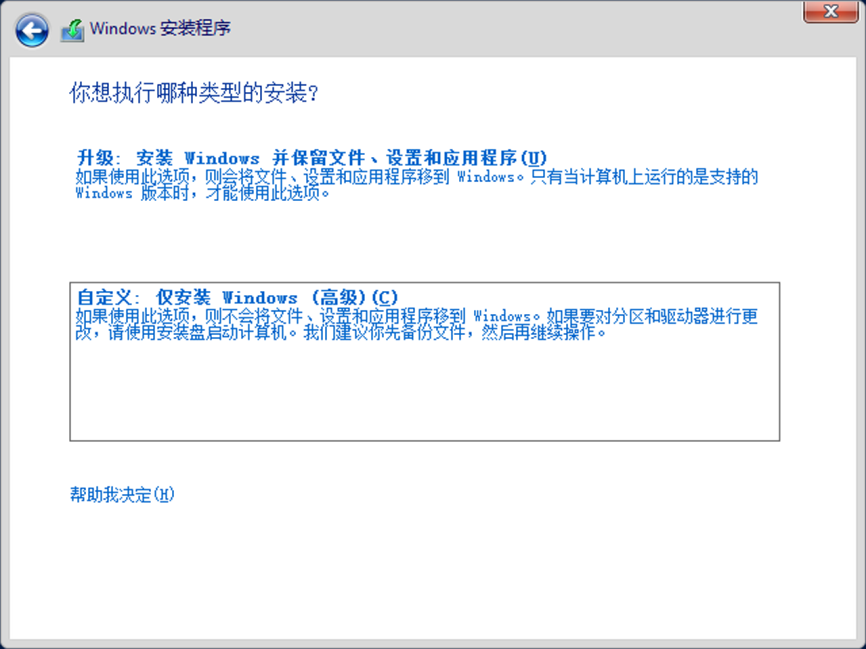 Windows 安装程序
你想执行哪种类型的安装?
升级: 安装 Windows 并保留文件、设置和应用程序(U)
如果使用此选项，则会将文件、设置和应用程序移到 Windows。只有当计算机上运行的是支持的
Windows 版本时，才能使用此选项。
自定义: 仅安装 Windows (高级)(C)
如果使用此选项，则不会将文件、设置和应用程序移到 Windows。如果要对分区和驱动器进行更
改，请使用安装盘启动计算机。我们建议你先备份文件，然后再继续操作。
帮助我决定(H)